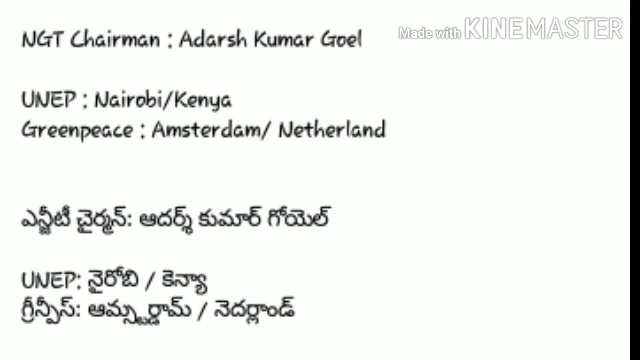 NGT Chairman : Adarsh Kumar Goel
Made with KINEMASTER
UNEP : Nairobi/Kenya
Greenpeace : Amsterdam/ Netherland
ఎన్జీటీ చైర్మన్: ఆదర్శ్ కుమార్ గోయెల్
UNEP: నైరోబి / కెన్యా
గ్రీన్పీస్: ఆమ్స్టర్డామ్ / నెదర్లాండ్